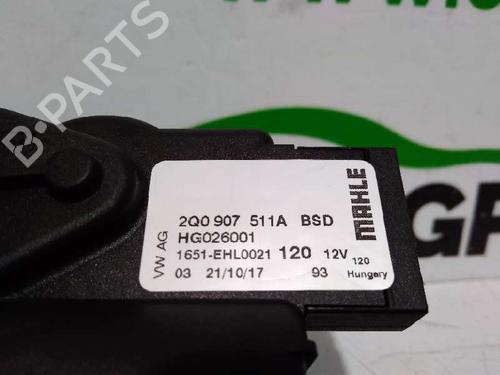 B-PARTS
2Q0 907 511A BSD
HG026001
1651-EHL0021 120 12V 120
03 21/10/17 93 Hungary
VW AG
MAHLE
GP